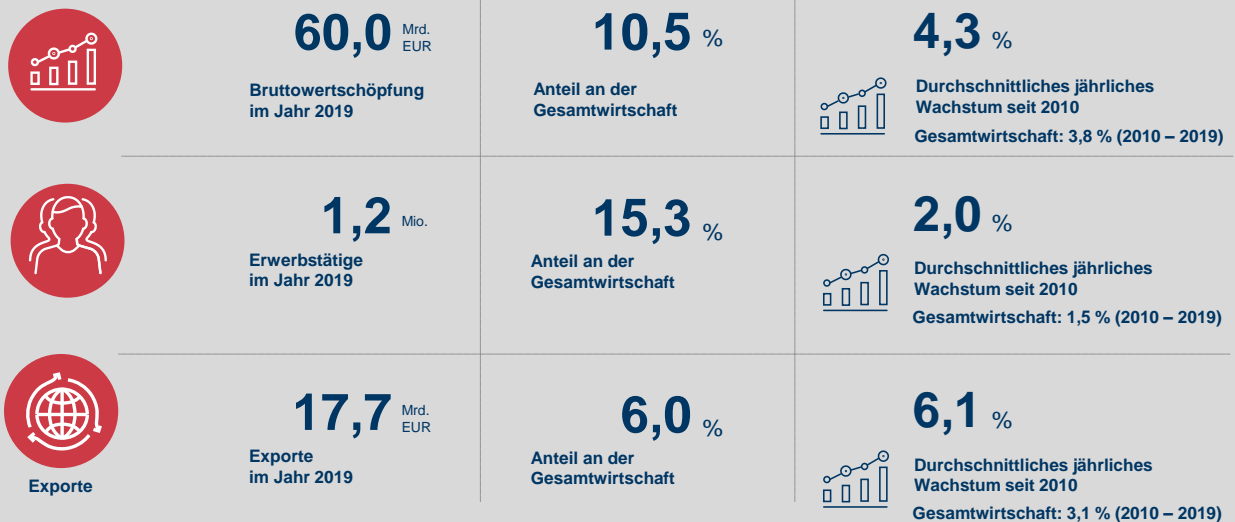 60,0 Mrd. EUR
Bruttowertschöpfung
im Jahr 2019
10,5 %
Anteil an der
Gesamtwirtschaft
4,3 %
Durchschnittliches jährliches
Wachstum seit 2010
Gesamtwirtschaft: 3,8 % (2010 – 2019)
1,2 Mio.
Erwerbstätige
im Jahr 2019
15,3 %
Anteil an der
Gesamtwirtschaft
2,0 %
Durchschnittliches jährliches
Wachstum seit 2010
Gesamtwirtschaft: 1,5 % (2010 – 2019)
Exporte
17,7 Mrd. EUR
Exporte
im Jahr 2019
6,0 %
Anteil an der
Gesamtwirtschaft
6,1 %
Durchschnittliches jährliches
Wachstum seit 2010
Gesamtwirtschaft: 3,1 % (2010 – 2019)